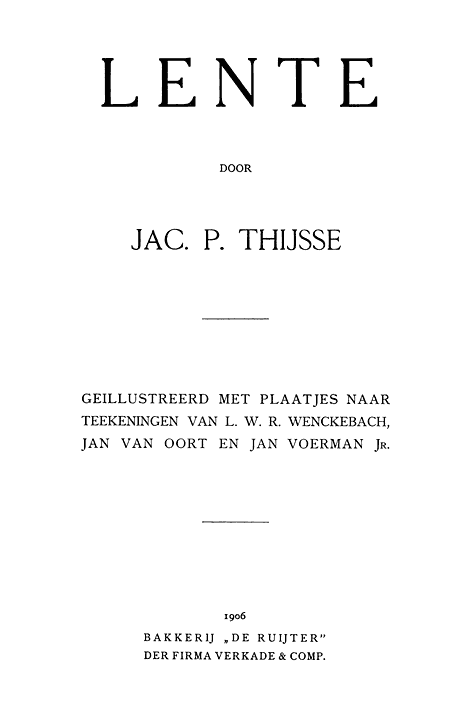 LENTE
DOOR
JAC. P. THIJSSE
GEILLUSTREERD MET PLAATJES NAAR
TEEKENINGEN VAN L. W. R. WENCKEBACH,
JAN VAN OORT EN JAN VOERMAN JR.
1906
BAKKERIJ „DE RUIJTER”
DER FIRMA VERKADE & COMP.